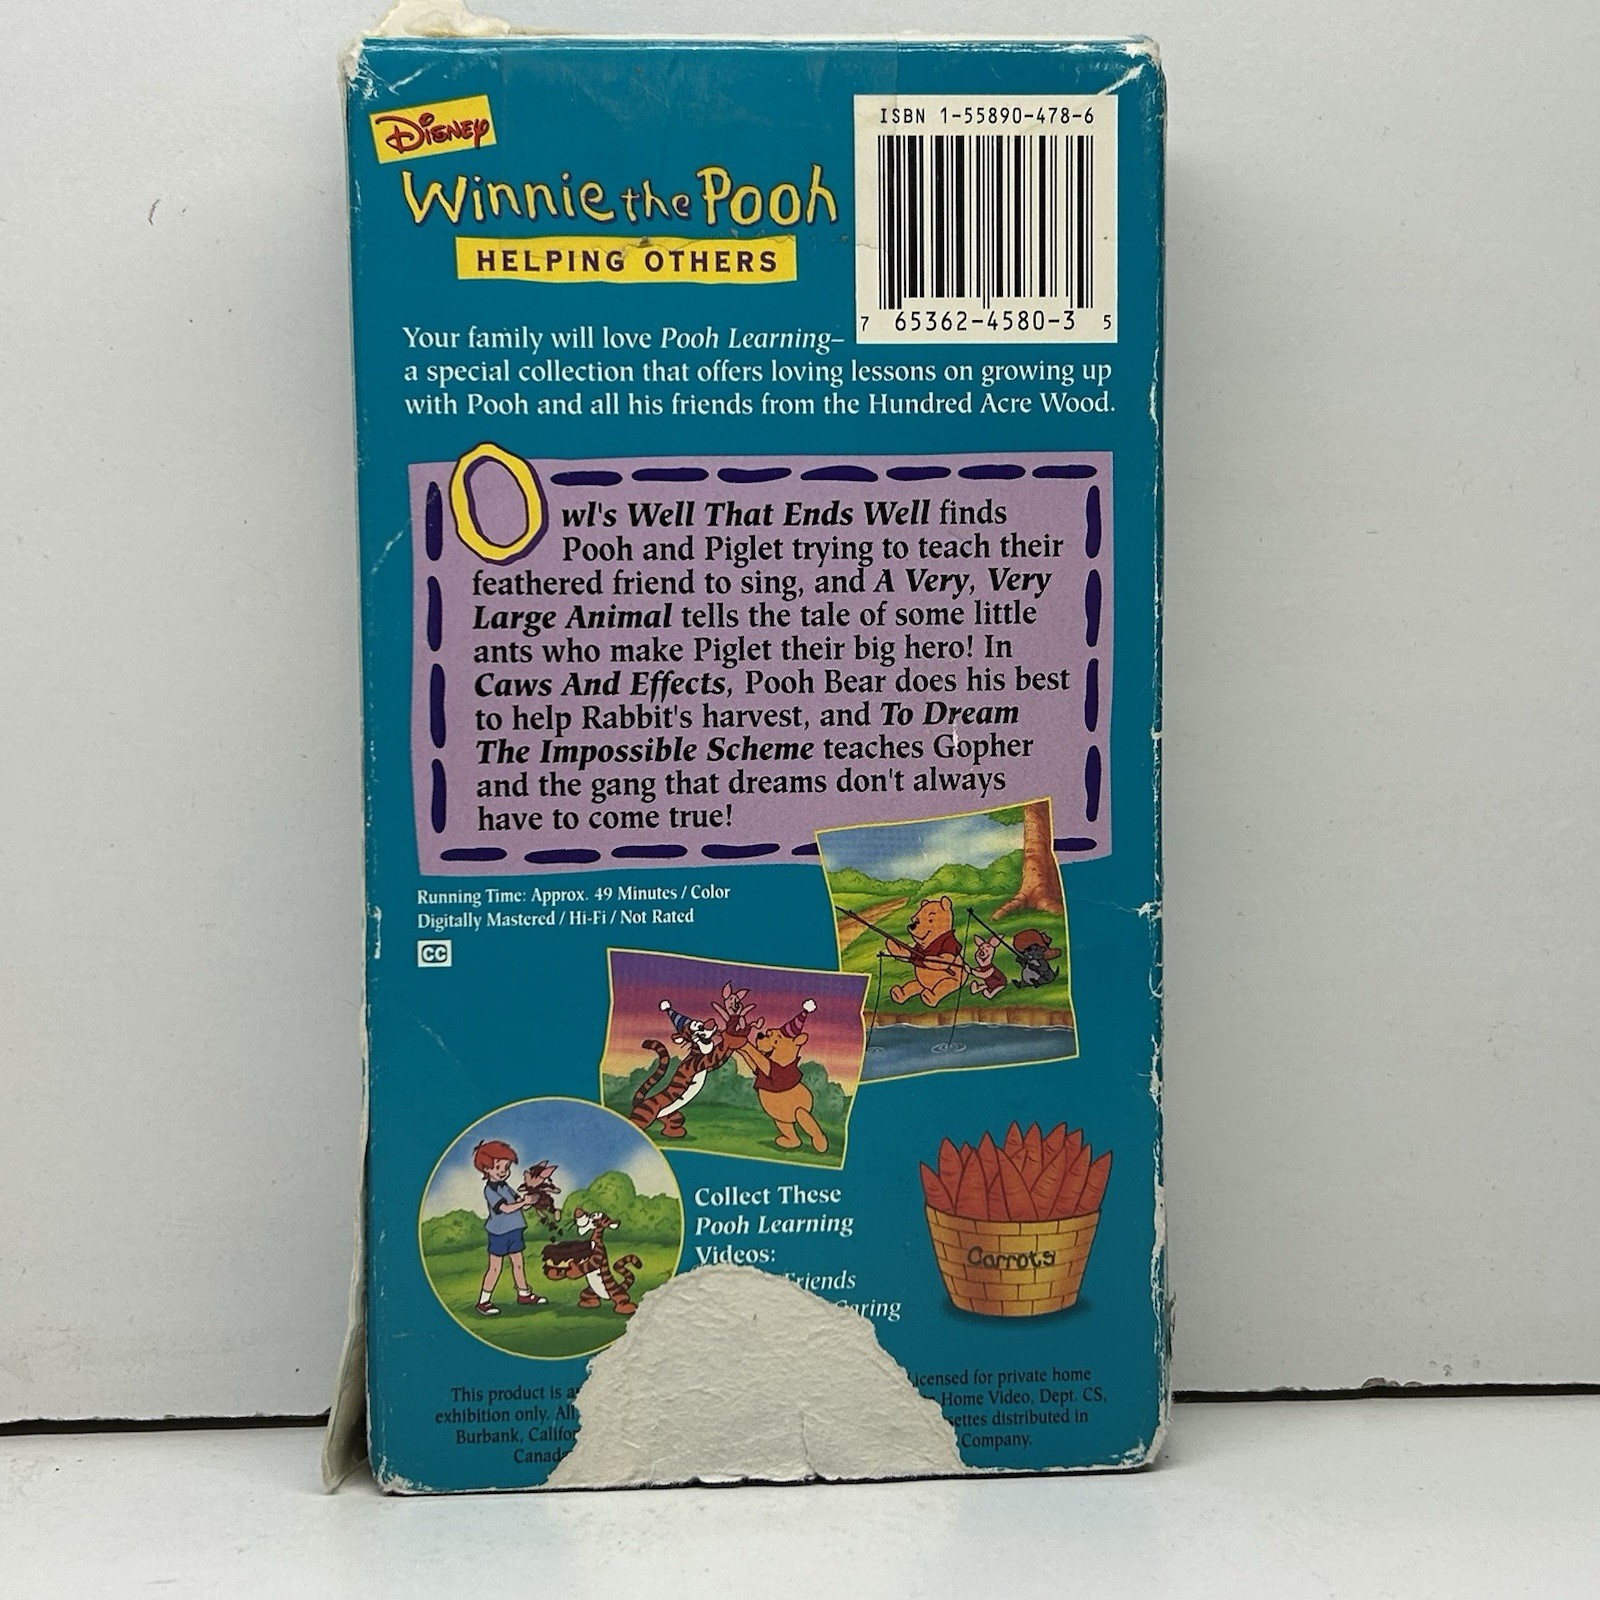 Disney
ISBN 1-55890-478-6
Winnie the Pooh
HELPING OTHERS
7 65362-4580-3 5
Your family will love Pooh Learning–
a special collection that offers loving lessons on growing up
with Pooh and all his friends from the Hundred Acre Wood.
Owl's Well That Ends Well finds
Pooh and Piglet trying to teach their
feathered friend to sing, and A Very, Very
Large Animal tells the tale of some little
ants who make Piglet their big hero! In
Caws And Effects, Pooh Bear does his best
to help Rabbit's harvest, and To Dream
The Impossible Scheme teaches Gopher
and the gang that dreams don't always
have to come true!
Running Time: Approx. 49 Minutes / Color
Digitally Mastered / Hi-Fi / Not Rated
CC
Collect These
Pooh Learning
Videos:
Friends
Carrots
This product is
licensed for private home
exhibition only. All
Home Video, Dept. CS,
Burbank,
distributed in
Company.